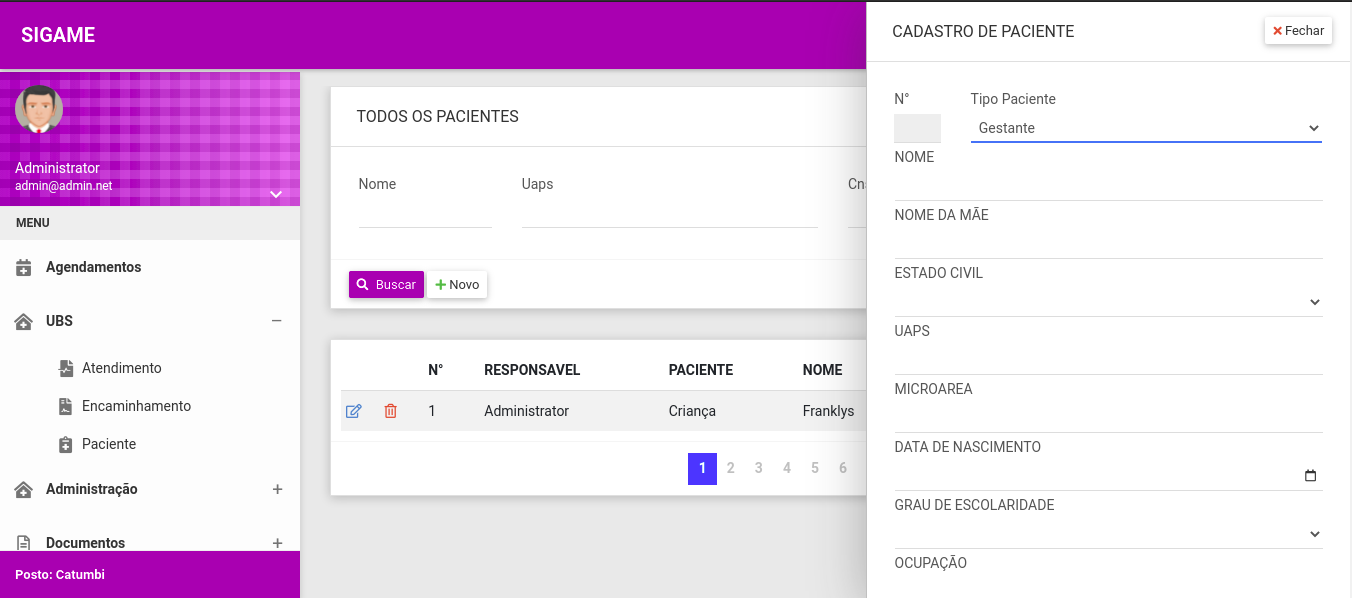 SIGAME
Administrator
admin@admin.net
MENU
Agendamentos
UBS
Atendimento
Encaminhamento
Paciente
Administração
Documentos
Posto: Catumbi
TODOS OS PACIENTES
Nome Uaps Cn
Buscar Novo
N° RESPONSAVEL PACIENTE NOME
1 Administrator Criança Franklys
1 2 3 4 5 6
CADASTRO DE PACIENTE
Fechar
N° Tipo Paciente
Gestante
NOME
NOME DA MÃE
ESTADO CIVIL
UAPS
MICROAREA
DATA DE NASCIMENTO
GRAU DE ESCOLARIDADE
OCUPAÇÃO